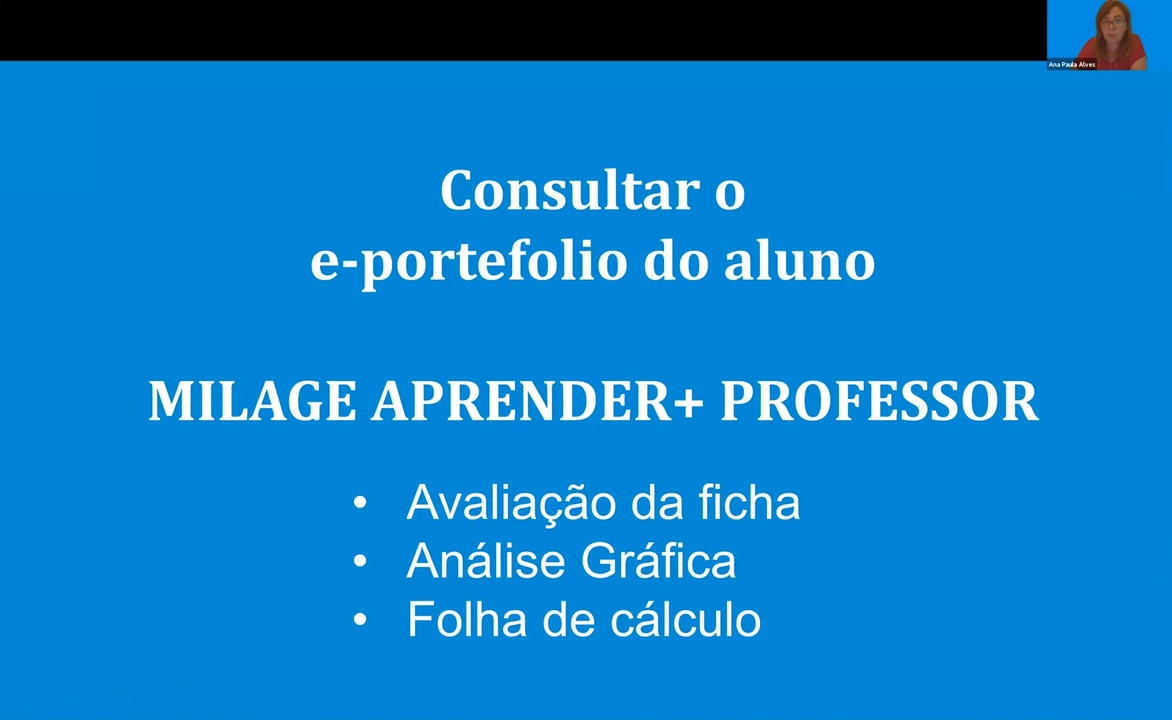 Ana Paula Alves
Consultar o
e-portefolio do aluno
MILAGE APRENDER+ PROFESSOR
• Avaliação da ficha
• Análise Gráfica
• Folha de cálculo